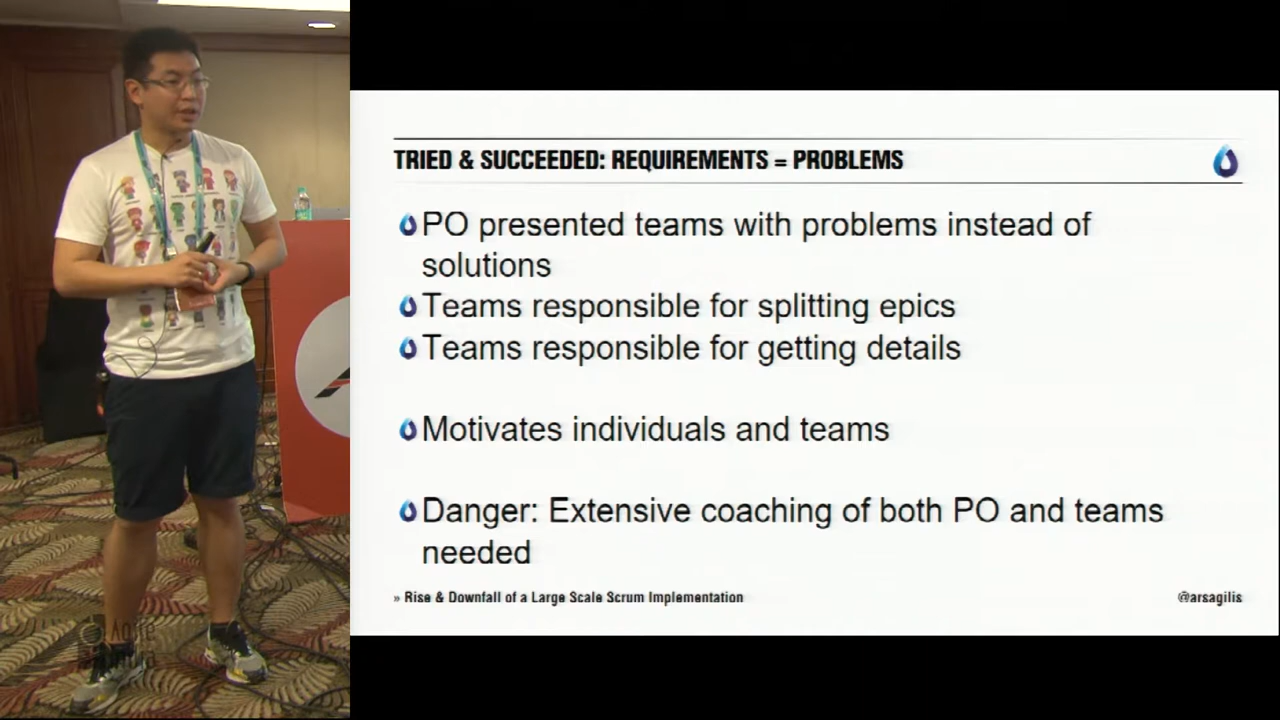 TRIED & SUCCEEDED: REQUIREMENTS = PROBLEMS
PO presented teams with problems instead of
solutions
Teams responsible for splitting epics
Teams responsible for getting details
Motivates individuals and teams
Danger: Extensive coaching of both PO and teams
needed
» Rise & Downfall of a Large Scale Scrum Implementation
@arsagilis
Agile
India